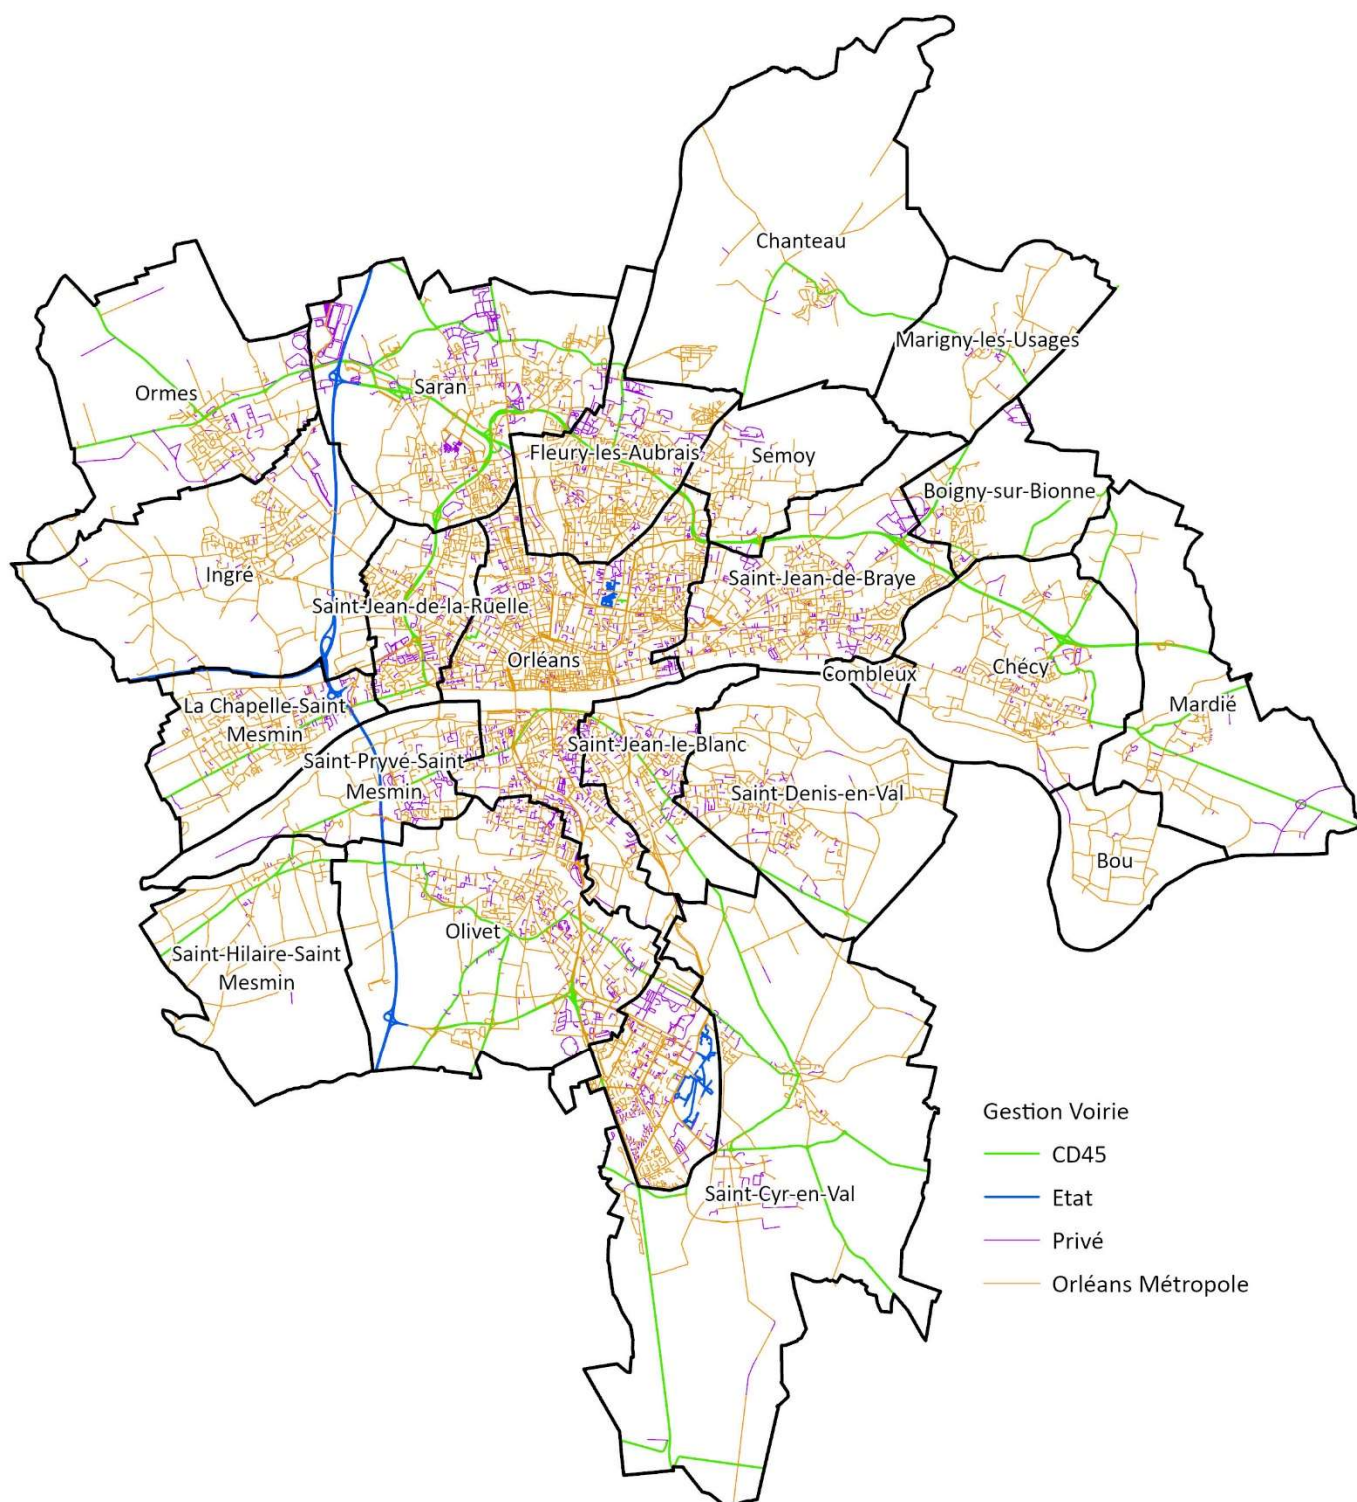 Chanteau
Marigny-les-Usages
Ormes
Saran
Fleury-les-Aubrais
Semoy
Boigny-sur-Bionne
Ingré
Saint-Jean-de-Braye
Saint-Jean-de-la-Ruelle
Orléans
Combleux
Chécy
Mardié
La Chapelle-Saint
Mesmin
Saint-Jean-le-Blanc
Saint-Pryvé-Saint
Mesmin
Saint-Denis-en-Val
Bou
Olivet
Saint-Hilaire-Saint
Mesmin
Saint-Cyr-en-Val
Gestion Voirie
CD45
Etat
Privé
Orléans Métropole